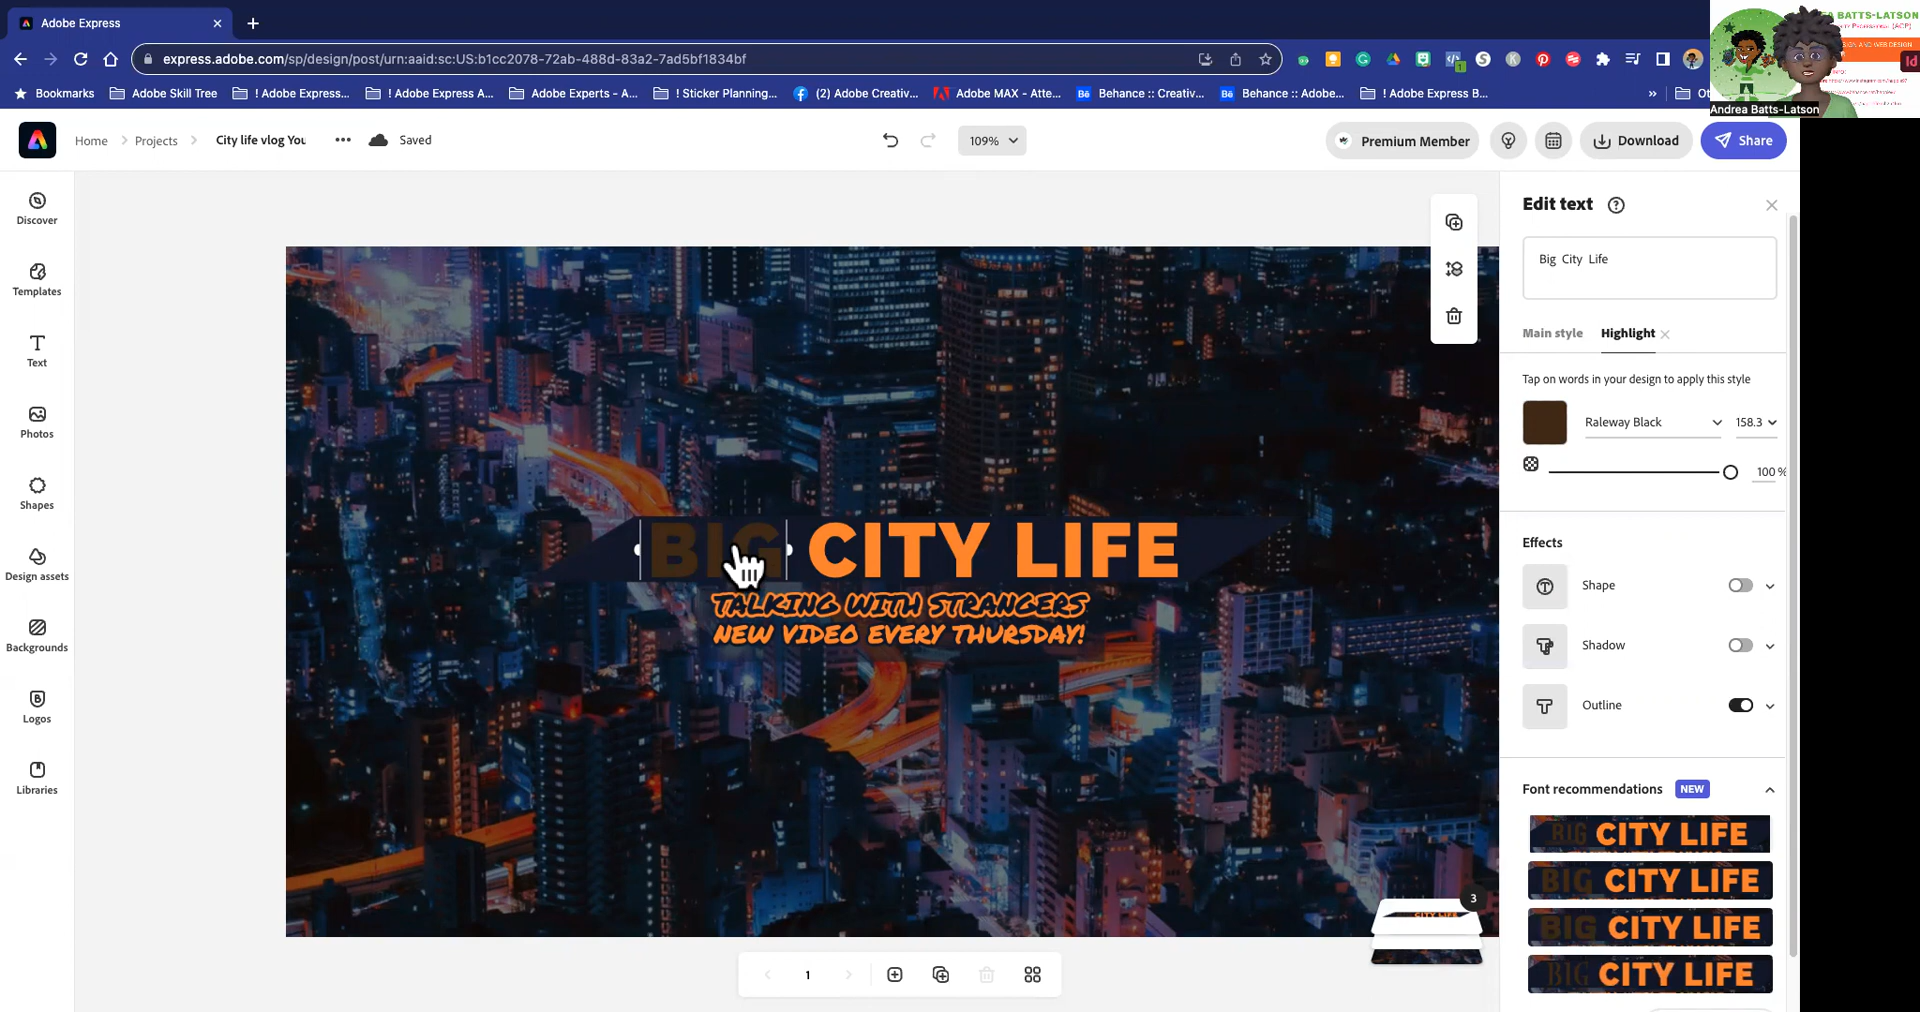 Adobe Express
express.adobe.com/sp/design/post/urn:aaid:sc:US:b1cc2078-72ab-488d-83a2-7ad5bf1834bf
Bookmarks
Adobe Skill Tree
! Adobe Express...
! Adobe Express A...
Adobe Experts - A...
! Sticker Planning...
(2) Adobe Creativ...
Adobe MAX - Atte...
Behance :: Creativ...
Behance :: Adobe...
! Adobe Express B...
»
BATTS-LATSON
Id
Andrea Batts-Latson
Home
Projects
City life vlog You
Saved
109%
Premium Member
Download
Share
Discover
Templates
Text
Photos
Shapes
Design assets
Backgrounds
Logos
Libraries
BIG CITY LIFE
TALKING WITH STRANGERS
NEW VIDEO EVERY THURSDAY!
3
1
Edit text
Big City Life
Main style
Highlight
Tap on words in your design to apply this style
Raleway Black
158.3
100 %
Effects
Shape
Shadow
Outline
Font recommendations
NEW
BIG CITY LIFE
BIG CITY LIFE
BIG CITY LIFE
BIG CITY LIFE